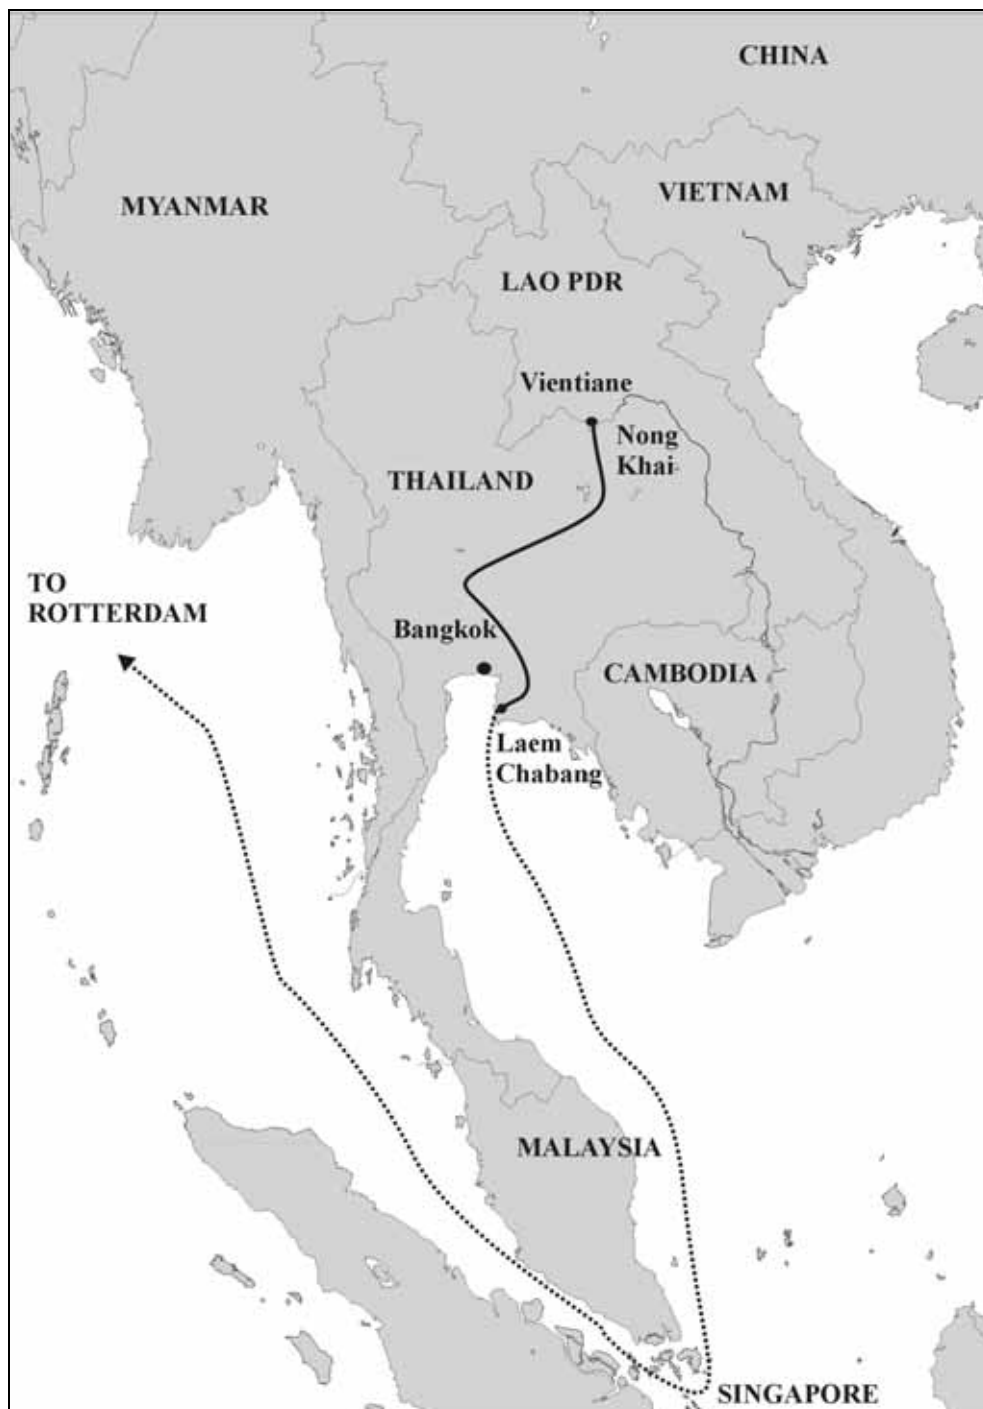 CHINA
MYANMAR
VIETNAM
LAO PDR
Vientiane
Nong
Khai
THAILAND
TO
ROTTERDAM
Bangkok
CAMBODIA
Laem
Chabang
MALAYSIA
SINGAPORE